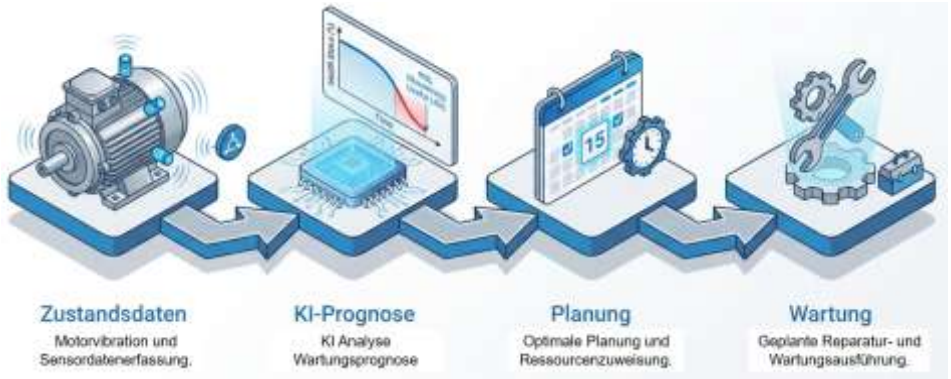 15
Zustandsdaten
Motorvibration und
Sensordatenerfassung.
KI-Prognose
KI Analyse
Wartungsprognose
Planung
Optimale Planung und
Ressourcenzuweisung.
Wartung
Geplante Reparatur- und
Wartungsausführung.